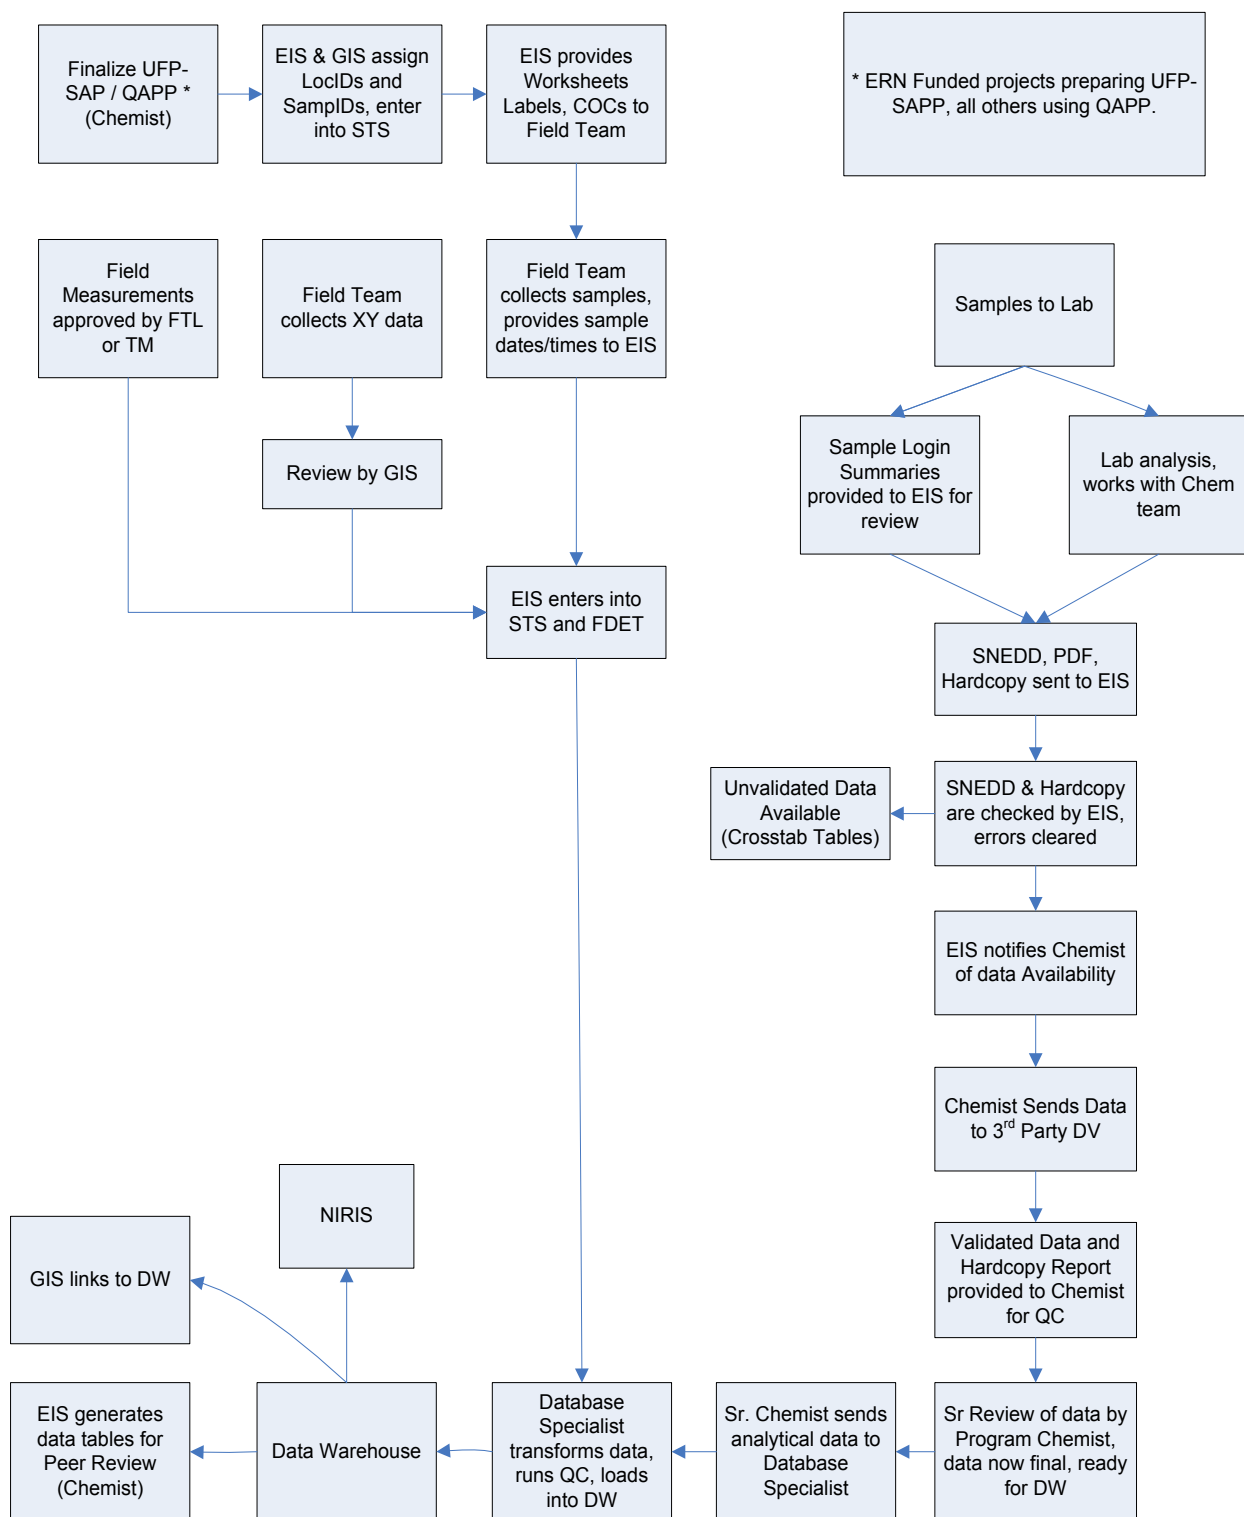 Finalize UFP-
SAP / QAPP *
(Chemist)
EIS & GIS assign
LocIDs and
SampIDs, enter
into STS
EIS provides
Worksheets
Labels, COCs to
Field Team
* ERN Funded projects preparing UFP-
SAPP, all others using QAPP.
Field
Measurements
approved by FTL
or TM
Field Team
collects XY data
Field Team
collects samples,
provides sample
dates/times to EIS
Samples to Lab
Review by GIS
Sample Login
Summaries
provided to EIS for
review
Lab analysis,
works with Chem
team
EIS enters into
STS and FDET
SNEDD, PDF,
Hardcopy sent to
EIS
Unvalidated Data
Available
(Crosstab Tables)
SNEDD & Hardcopy
are checked by EIS,
errors cleared
EIS notifies Chemist
of data Availability
Chemist Sends Data
to 3rd Party DV
NIRIS
GIS links to DW
Validated Data and
Hardcopy Report
provided to Chemist
for QC
EIS generates
data tables for
Peer Review
(Chemist)
Data Warehouse
Database
Specialist
transforms data,
runs QC, loads
into DW
Sr. Chemist sends
analytical data to
Database
Specialist
Sr Review of data by
Program Chemist,
data now final, ready
for DW